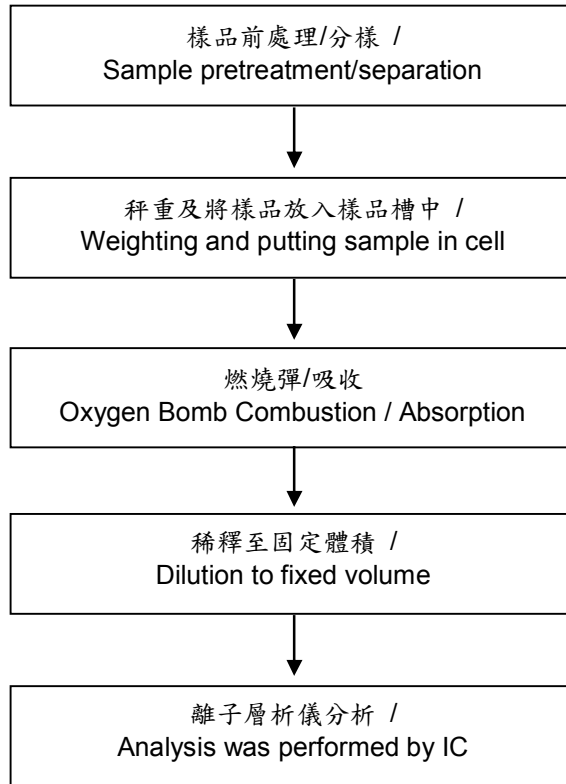 樣品前處理/分樣 /
Sample pretreatment/separation
秤重及將樣品放入樣品槽中 /
Weighting and putting sample in cell
燃燒彈/吸收
Oxygen Bomb Combustion / Absorption
稀釋至固定體積 /
Dilution to fixed volume
離子層析儀分析 /
Analysis was performed by IC